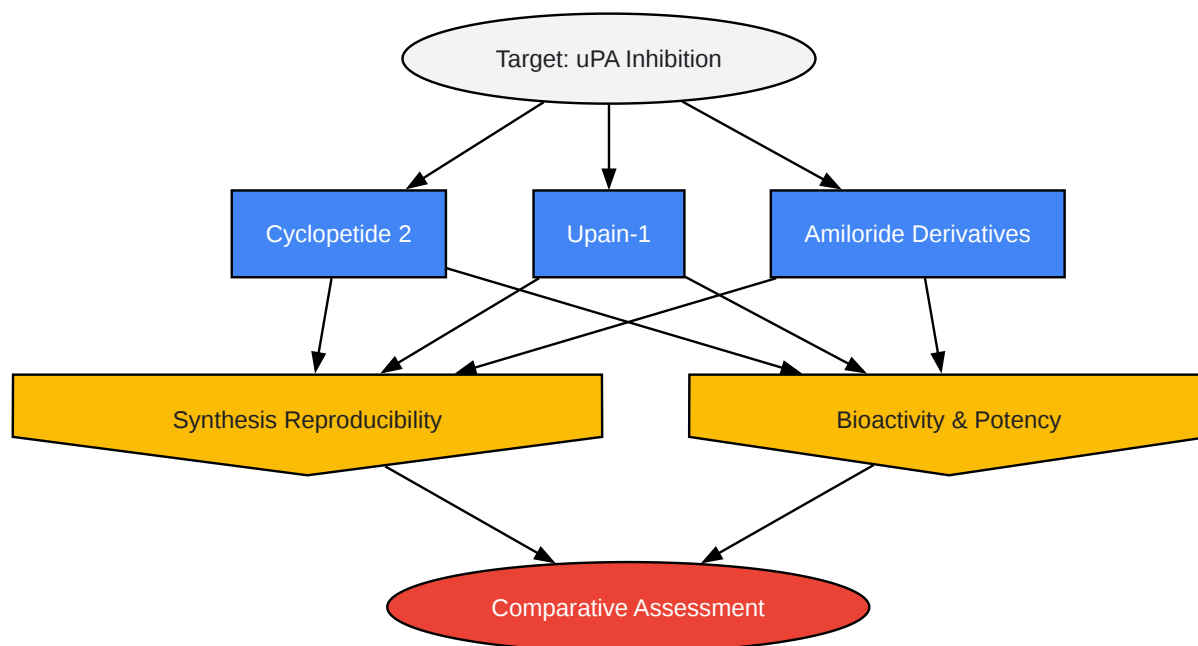 Target: uPA Inhibition
Cyclopetide 2
Upain-1
Amiloride Derivatives
Synthesis Reproducibility
Bioactivity & Potency
Comparative Assessment